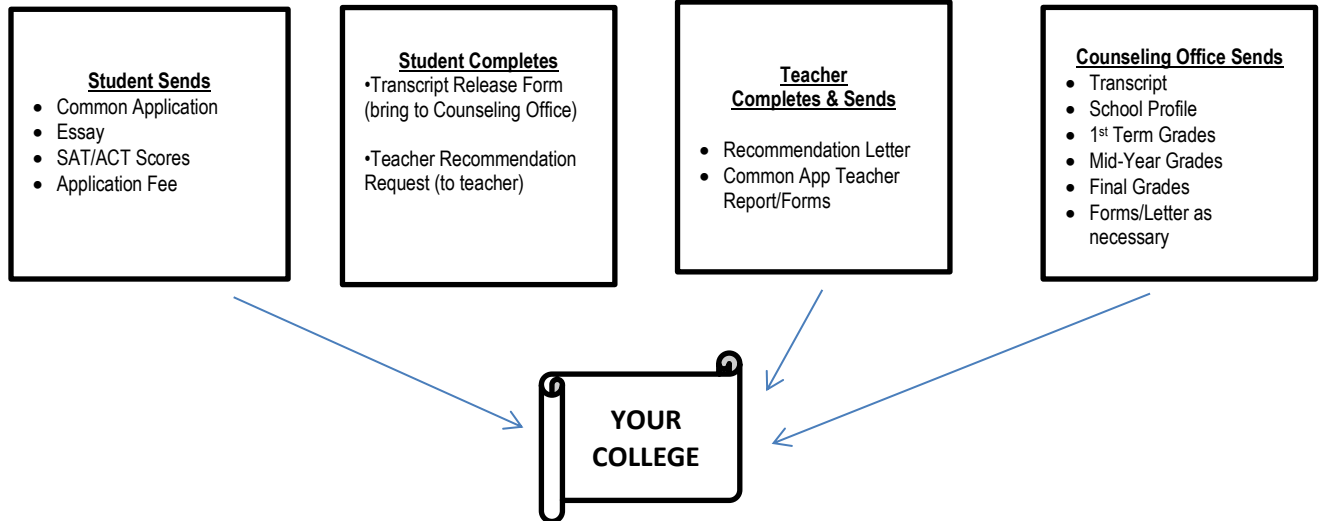 Student Sends
• Common Application
• Essay
• SAT/ACT Scores
• Application Fee
Student Completes
•Transcript Release Form
(bring to Counseling Office)
•Teacher Recommendation
Request (to teacher)
Teacher
Completes & Sends
• Recommendation Letter
• Common App Teacher
Report/Forms
Counseling Office Sends
• Transcript
• School Profile
• 1st Term Grades
• Mid-Year Grades
• Final Grades
• Forms/Letter as
necessary
YOUR
COLLEGE